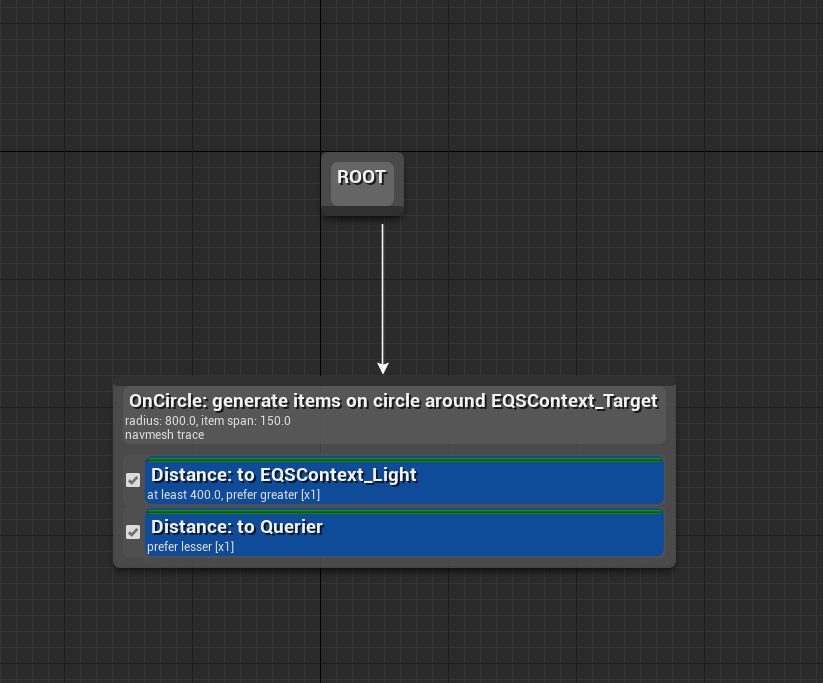 ROOT
OnCircle: generate items on circle around EQSContext_Target
radius: 800.0, item span: 150.0
navmesh trace
Distance: to EQSContext_Light
at least 400.0, prefer greater [x1]
Distance: to Querier
prefer lesser [x1]